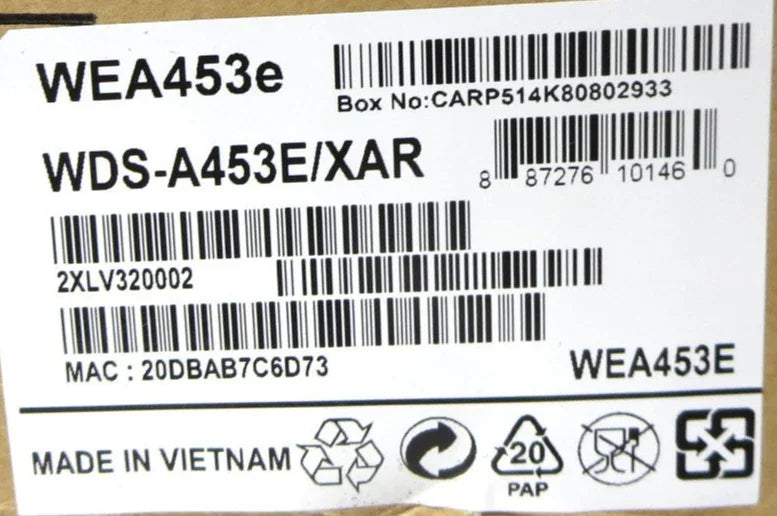 WEA453e
Box No:CARP514K80802933
WDS-A453E/XAR
8 87276 10146 0
2XLV320002
MAC : 20DBAB7C6D73
WEA453E
MADE IN VIETNAM
20
PAP